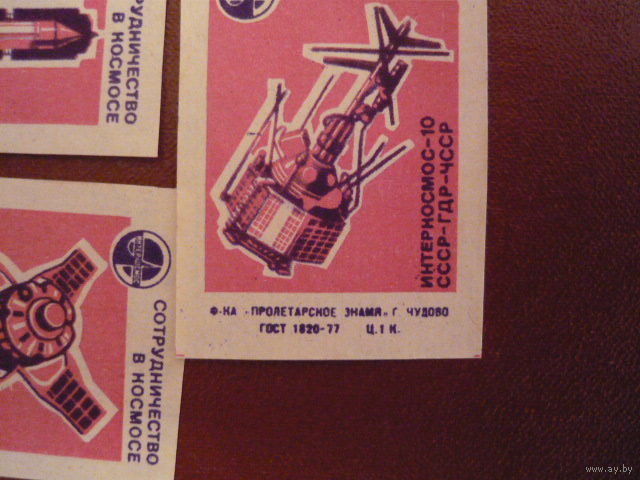 СОТРУДНИЧЕСТВО
В КОСМОСЕ
ИНТЕРКОСМОС-10
СССР-ГДР-ЧССР
Ф-КА "ПРОЛЕТАРСКОЕ ЗНАМЯ" Г. ЧУДОВО
ГОСТ 1820-77 Ц. 1 К.
ИНТЕРКОСМОС
СОТРУДНИЧЕСТВО
В КОСМОСЕ
www.ay.by